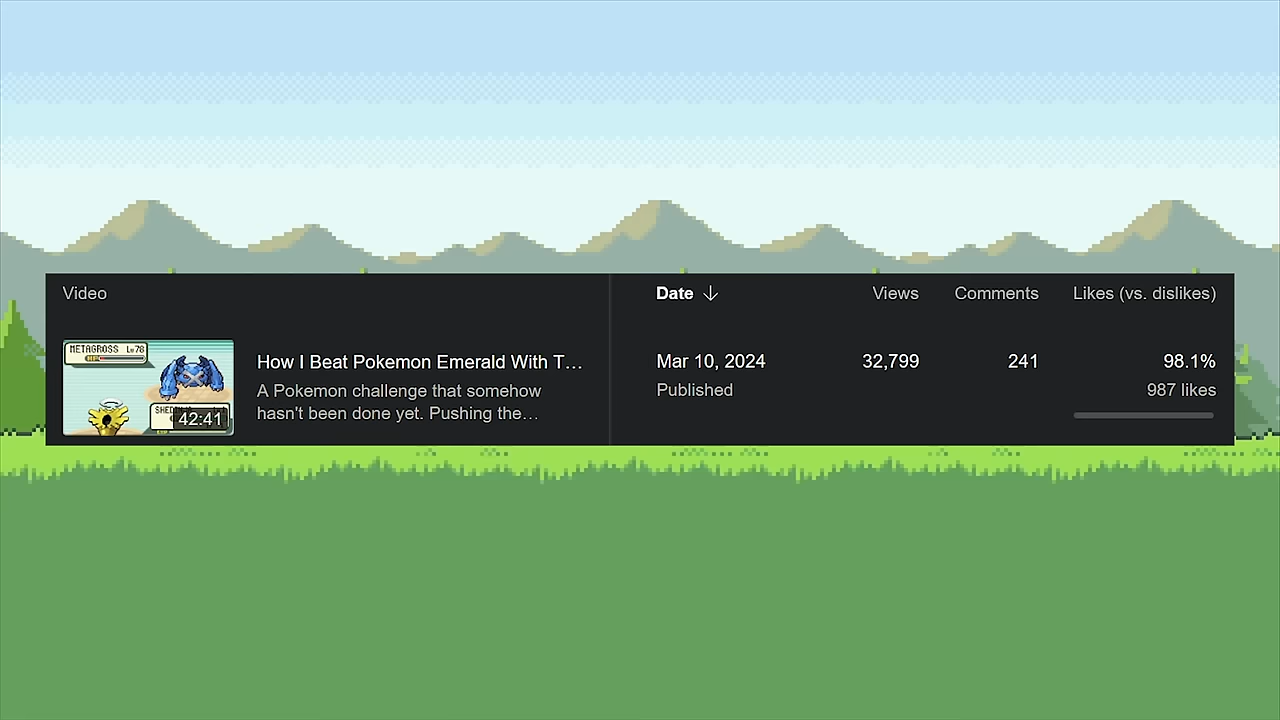 Video
Date
Views
Comments
Likes (vs. dislikes)
METAGROSS Lv78
42:41
How I Beat Pokemon Emerald With T...
A Pokemon challenge that somehow
hasn't been done yet. Pushing the...
Mar 10, 2024
Published
32,799
241
98.1%
987 likes